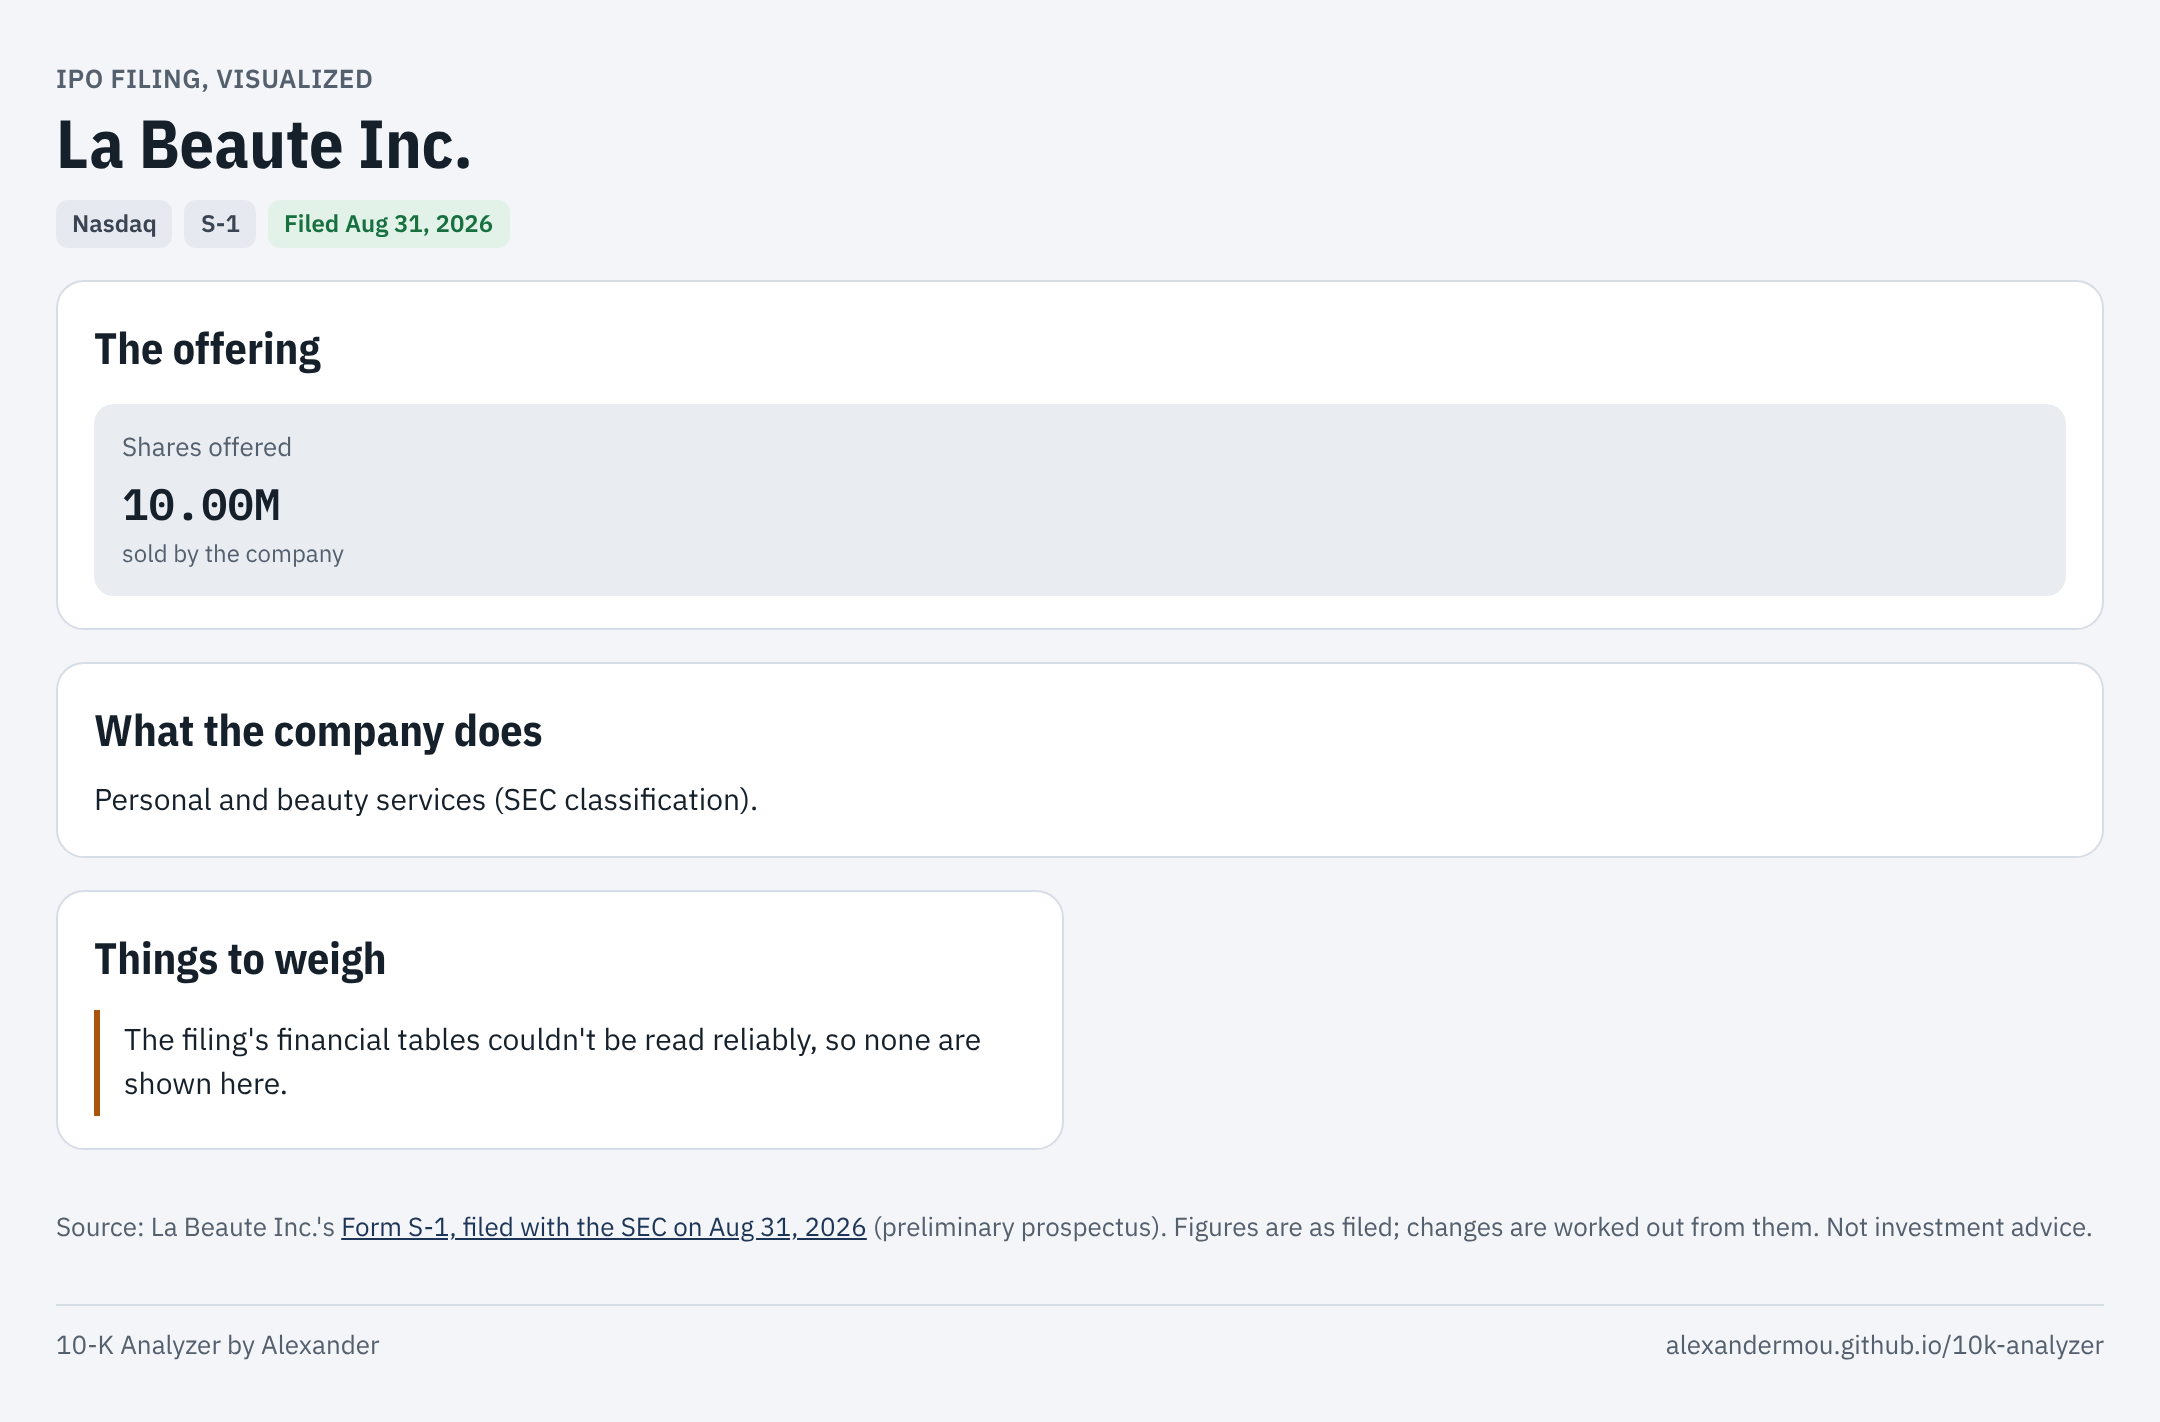 IPO FILING, VISUALIZED
La Beaute Inc.
Nasdaq S-1 Filed Aug 31, 2026
The offering
Shares offered
10.00M
sold by the company
What the company does
Personal and beauty services (SEC classification).
Things to weigh
The filing's financial tables couldn't be read reliably, so none are
shown here.
Source: La Beaute Inc.'s Form S-1, filed with the SEC on Aug 31, 2026 (preliminary prospectus). Figures are as filed; changes are worked out from them. Not investment advice.
10-K Analyzer by Alexander
alexandermou.github.io/10k-analyzer